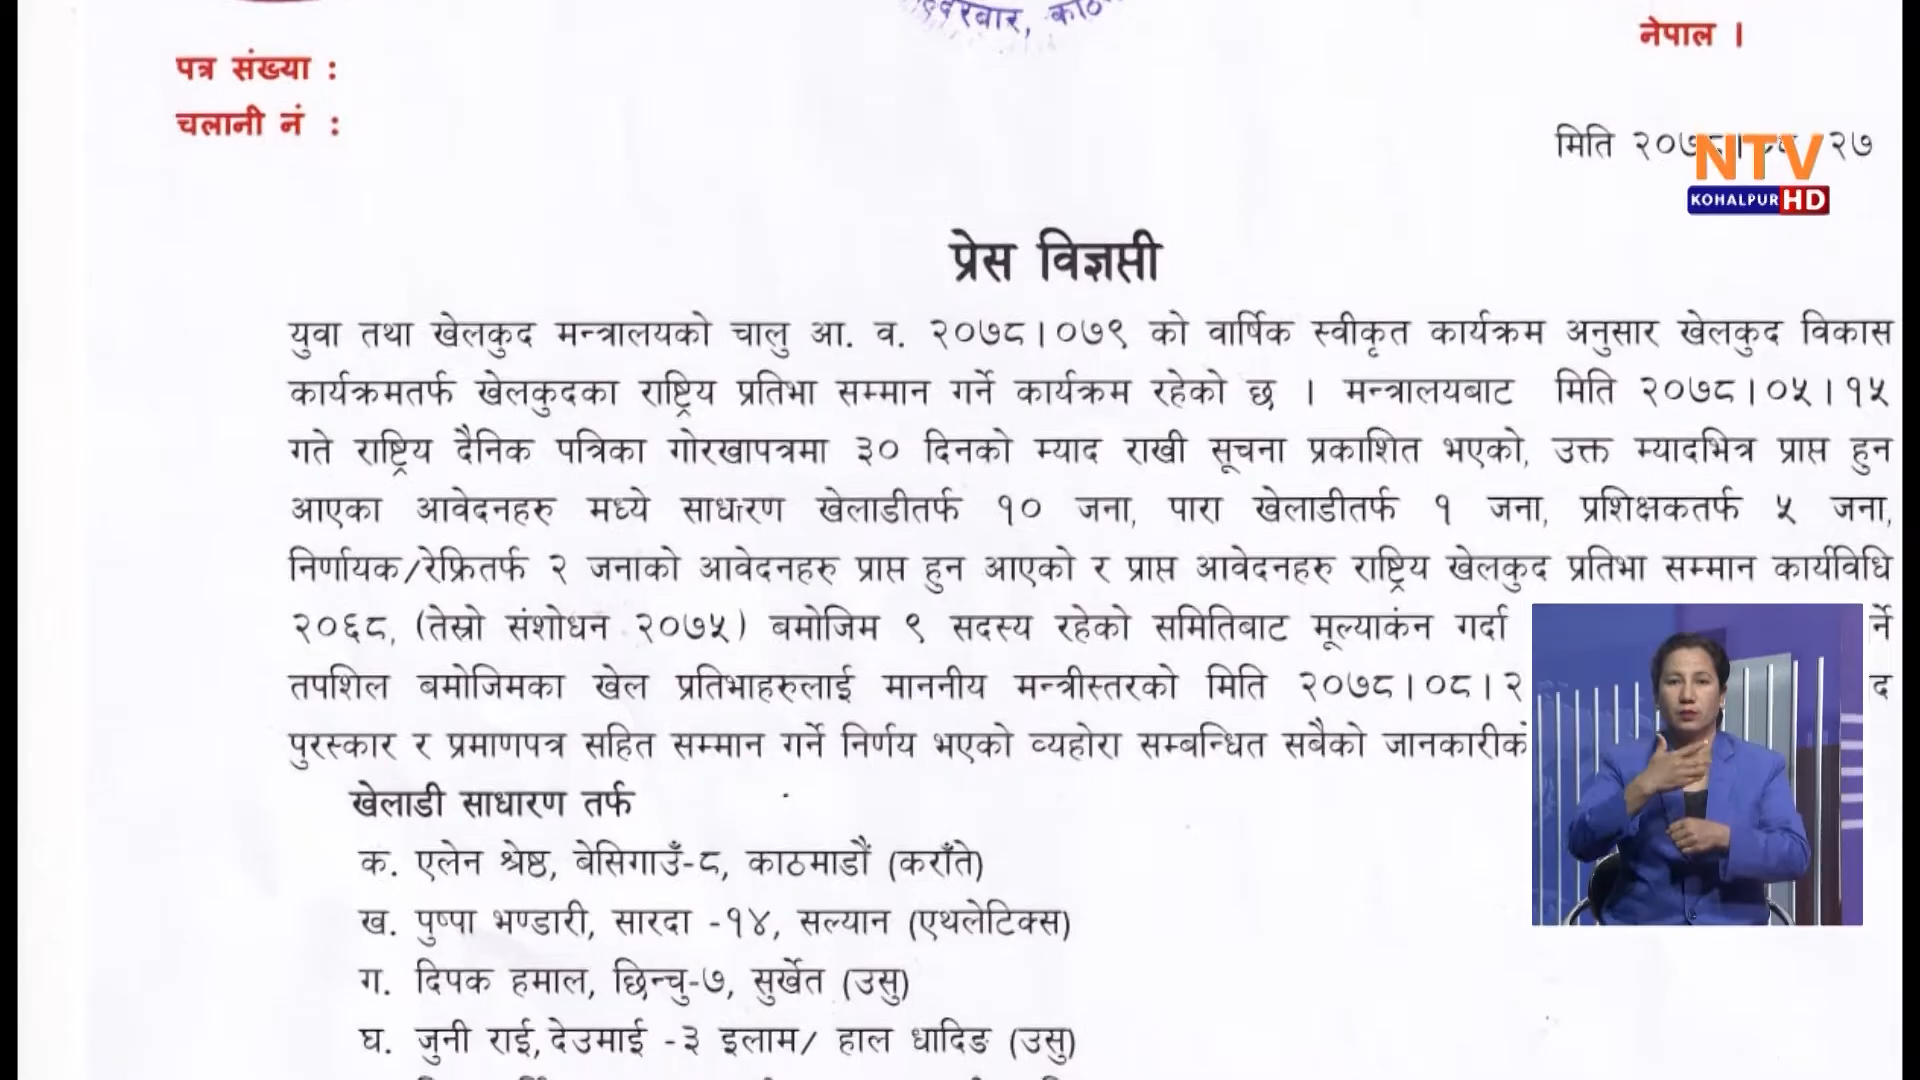 नेपाल ।
पत्र संख्या :
चलानी नं :
मिति २७
NTV
KOHALPUR HD
प्रेस विज्ञप्ती
युवा तथा खेलकुद मन्त्रालयको चालु आ. व. २०७८।०७९ को वार्षिक स्वीकृत कार्यक्रम अनुसार खेलकुद विकास
कार्यक्रमतर्फ खेलकुदका राष्ट्रिय प्रतिभा सम्मान गर्ने कार्यक्रम रहेको छ । मन्त्रालयबाट मिति २०७८।०५।१५
गते राष्ट्रिय दैनिक पत्रिका गोरखापत्रमा ३० दिनको म्याद राखी सूचना प्रकाशित भएको, उक्त म्यादभित्र प्राप्त हुन
आएका आवेदनहरु मध्ये साधारण खेलाडीतर्फ १० जना, पारा खेलाडीतर्फ १ जना, प्रशिक्षकतर्फ ५ जना,
निर्णायक/रेफ्रितर्फ २ जनाको आवेदनहरु प्राप्त हुन आएको र प्राप्त आवेदनहरु राष्ट्रिय खेलकुद प्रतिभा सम्मान कार्यविधि
२०६८, (तेस्रो संशोधन २०७५) बमोजिम ९ सदस्य रहेको समितिबाट मूल्याकंन गर्दा
तपशिल बमोजिमका खेल प्रतिभाहरुलाई माननीय मन्त्रीस्तरको मिति २०७८।०८।२
पुरस्कार र प्रमाणपत्र सहित सम्मान गर्ने निर्णय भएको व्यहोरा सम्बन्धित सबैको
खेलाडी साधारण तर्फ
क. एलेन श्रेष्ठ, बेसिगाउँ-८, काठमाडौं (कराँते)
ख. पुष्पा भण्डारी, सारदा -१४, सल्यान (एथलेटिक्स)
ग. दिपक हमाल, छिन्चु-७, सुर्खेत (उसु)
घ. जुनी राई, देउमाई -३ इलाम/ हाल धादिङ (उसु)